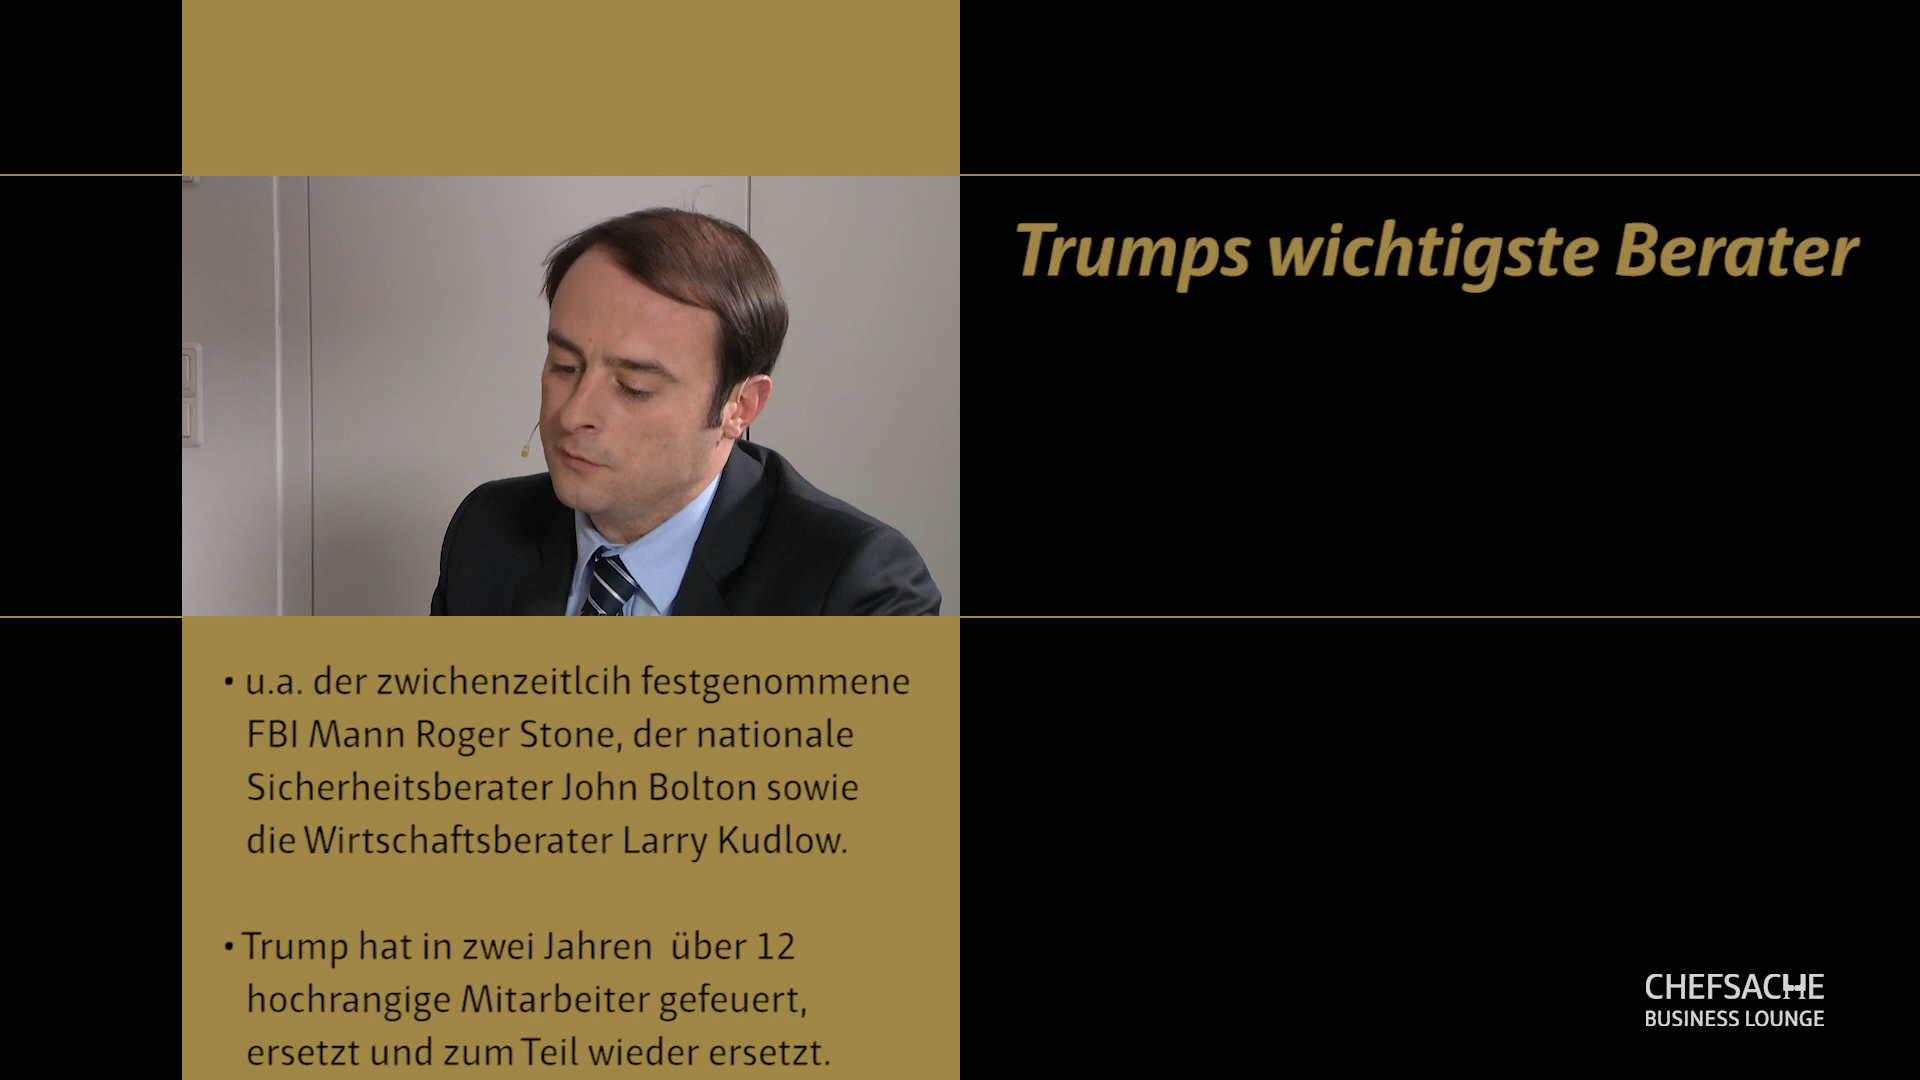 Trumps wichtigste Berater
• u.a. der zwichenzeitlcih festgenommene
FBI Mann Roger Stone, der nationale
Sicherheitsberater John Bolton sowie
die Wirtschaftsberater Larry Kudlow.
• Trump hat in zwei Jahren über 12
hochrangige Mitarbeiter gefeuert,
ersetzt und zum Teil wieder ersetzt.
CHEFSACHE
BUSINESS LOUNGE